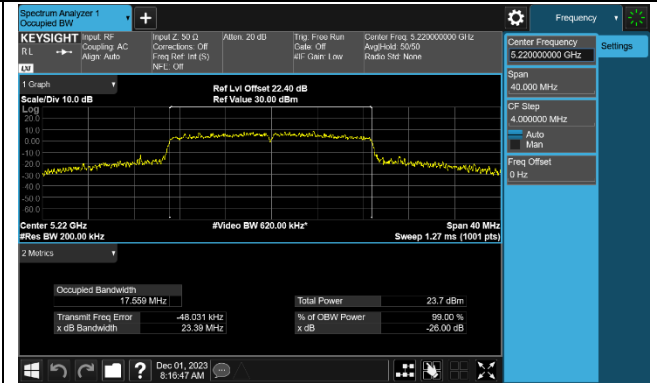 Spectrum Analyzer 1
Occupied BW
+
Frequency
KEYSIGHT
RL
LXI
Input: RF
Coupling: AC
Align: Auto
Input Z: 50 Ω
Corrections: Off
Freq Ref: Int (S)
NFE: Off
Atten: 20 dB
Trig: Free Run
Gate: Off
#IF Gain: Low
Center Freq: 5.220000000 GHz
Avg|Hold: 50/50
Radio Std: None
Center Frequency
5.220000000 GHz
Settings
Span
40.000 MHz
CF Step
4.000000 MHz
Auto
Man
Freq Offset
0 Hz
1 Graph
Scale/Div 10.0 dB
Ref Lvl Offset 22.40 dB
Ref Value 30.00 dBm
Log
20.0
10.0
0.00
-10.0
-20.0
-30.0
-40.0
-50.0
-60.0
Center 5.22 GHz
#Res BW 200.00 kHz
#Video BW 620.00 kHz*
Span 40 MHz
Sweep 1.27 ms (1001 pts)
2 Metrics
Occupied Bandwidth
17.559 MHz
Total Power 23.7 dBm
Transmit Freq Error -48.031 kHz
% of OBW Power 99.00 %
x dB Bandwidth 23.39 MHz
x dB -26.00 dB
?
Dec 01, 2023
8:16:47 AM